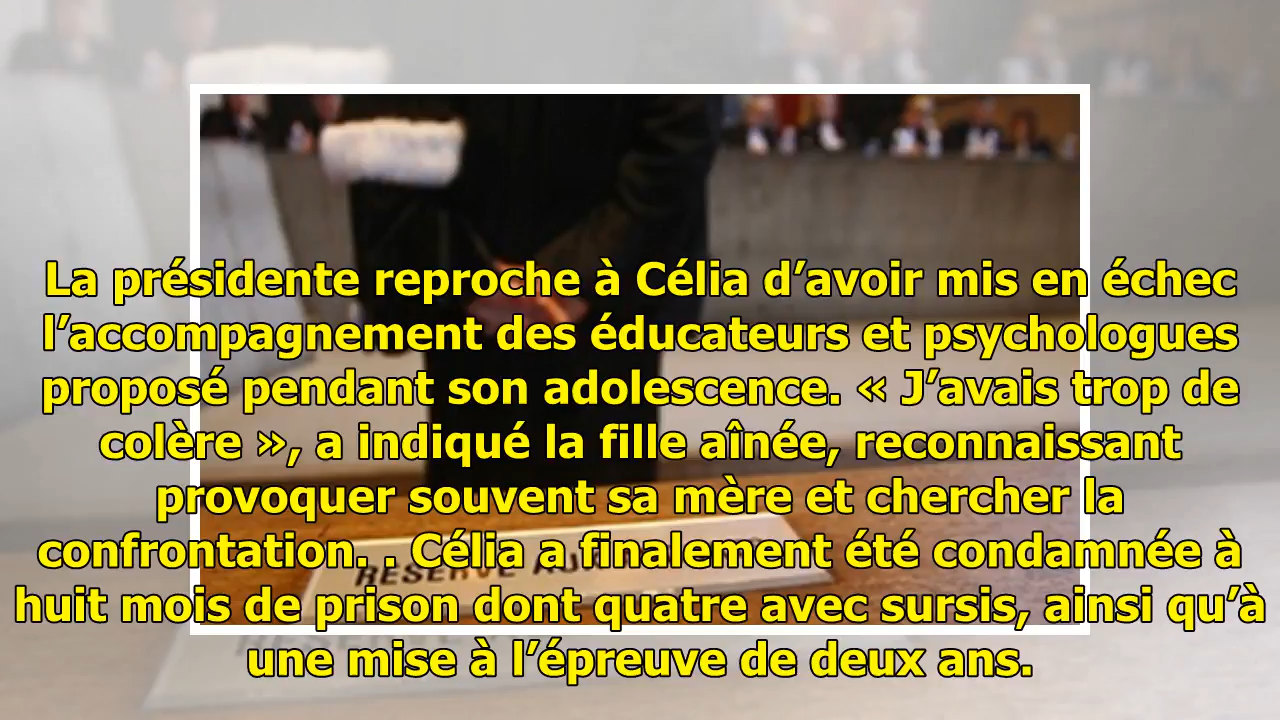 La présidente reproche à Célia d’avoir mis en échec
l’accompagnement des éducateurs et psychologues
proposé pendant son adolescence. « J’avais trop de
colère », a indiqué la fille aînée, reconnaissant
provoquer souvent sa mère et chercher la
confrontation. . Célia a finalement été condamnée à
huit mois de prison dont quatre avec sursis, ainsi qu’à
une mise à l’épreuve de deux ans.
RESERVE